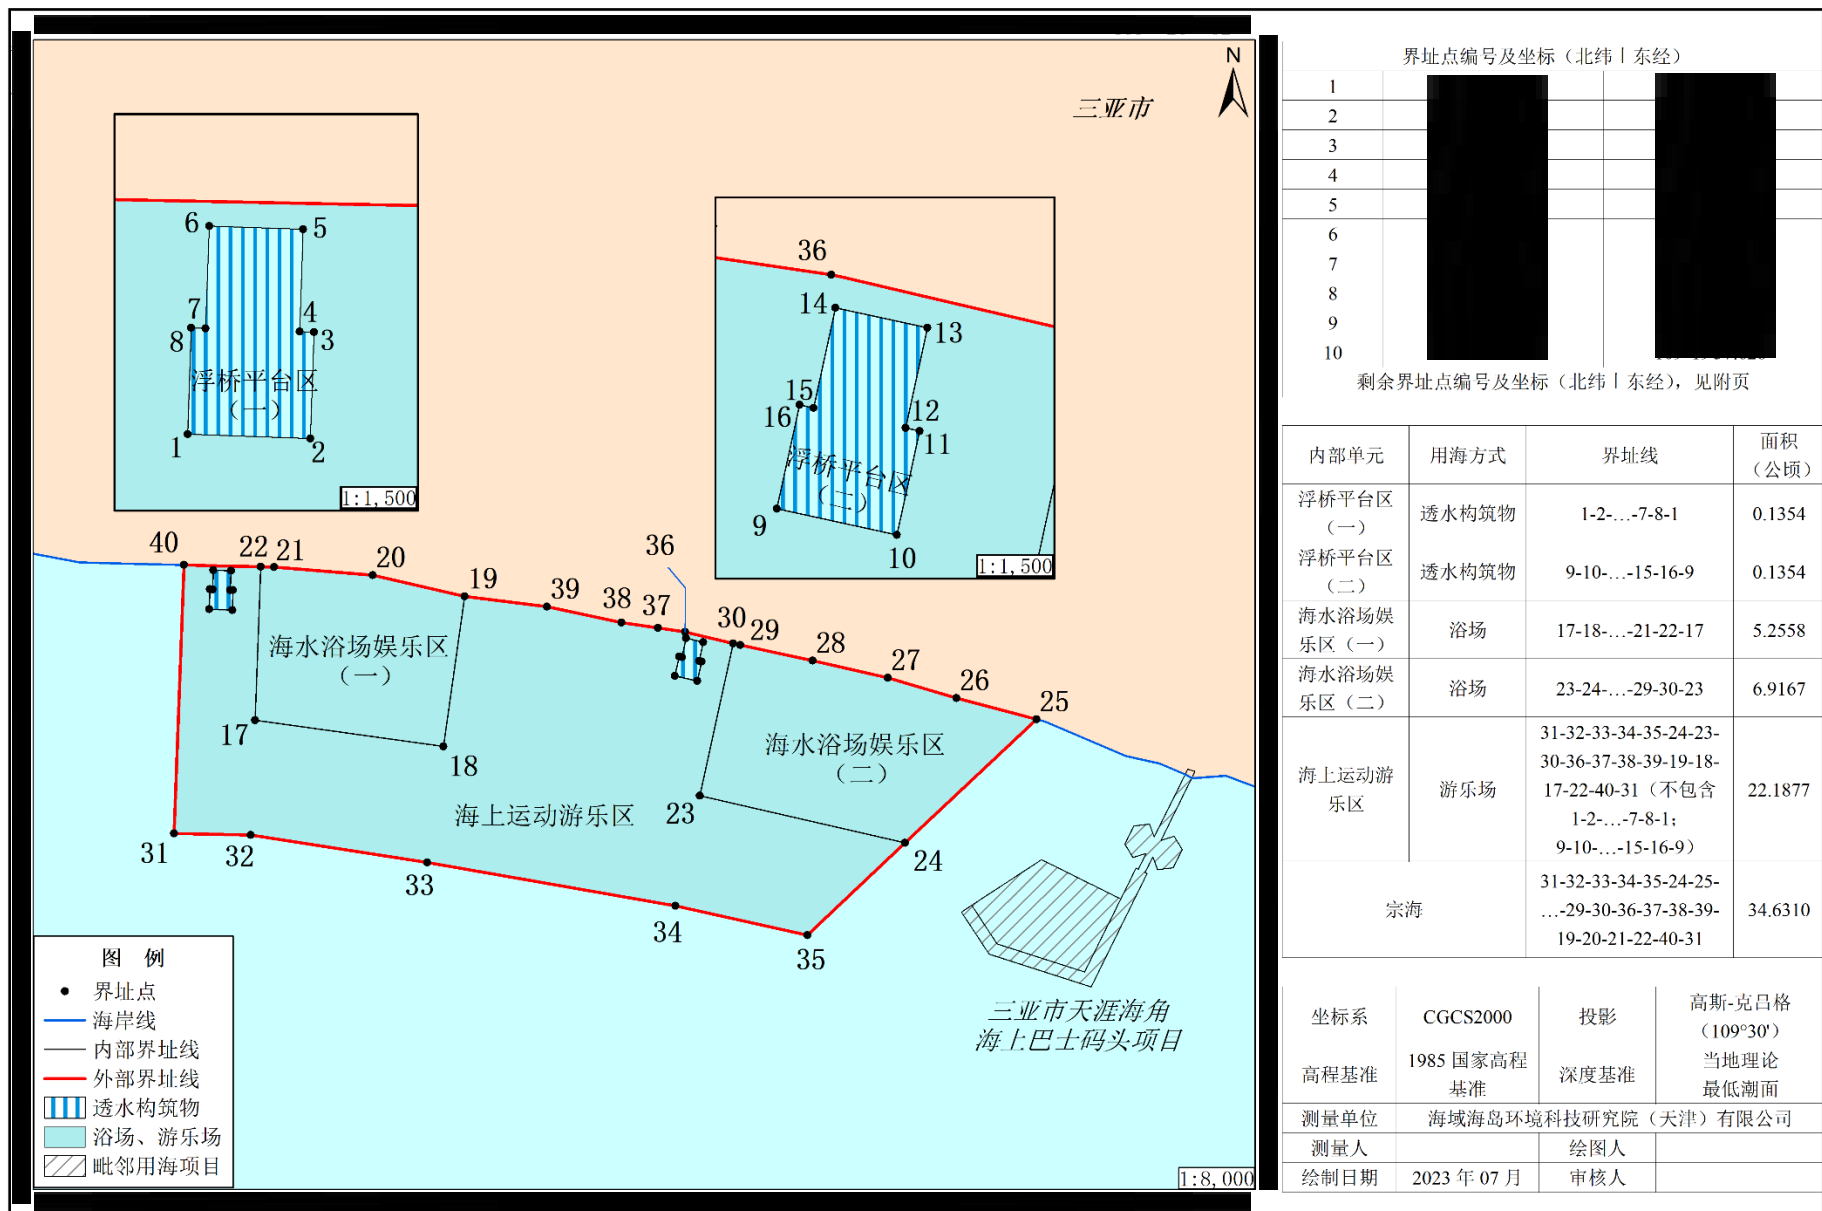 N
三亚市
6
5
7
4
8
3
浮桥平台区
（一）
1
2
1:1,500
36
14
13
15
12
16
11
浮桥平台区
（二）
9
10
1:1,500
40
22
21
20
19
39
38
37
36
30
29
28
27
26
25
海水浴场娱乐区
（一）
17
18
海水浴场娱乐区
（二）
23
24
海上运动游乐区
31
32
33
34
35
三亚市天涯海角
海上巴士码头项目
图 例
界址点
海岸线
内部界址线
外部界址线
透水构筑物
浴场、游乐场
毗邻用海项目
1:8,000
界址点编号及坐标（北纬｜东经）
1
2
3
4
5
6
7
8
9
10
剩余界址点编号及坐标（北纬｜东经），见附页
内部单元 用海方式 界址线 面积（公顷）
浮桥平台区（一） 透水构筑物 1-2-…-7-8-1 0.1354
浮桥平台区（二） 透水构筑物 9-10-…-15-16-9 0.1354
海水浴场娱乐区（一） 浴场 17-18-…-21-22-17 5.2558
海水浴场娱乐区（二） 浴场 23-24-…-29-30-23 6.9167
海上运动游乐区 游乐场 31-32-33-34-35-24-23-30-36-37-38-39-19-18-17-22-40-31（不包含1-2-…-7-8-1；9-10-…-15-16-9） 22.1877
宗海 31-32-33-34-35-24-25-…-29-30-36-37-38-39-19-20-21-22-40-31 34.6310
坐标系 CGCS2000 投影 高斯-克吕格（109°30'）
高程基准 1985 国家高程基准 深度基准 当地理论最低潮面
测量单位 海域海岛环境科技研究院（天津）有限公司
测量人 绘图人
绘制日期 2023 年 07 月 审核人